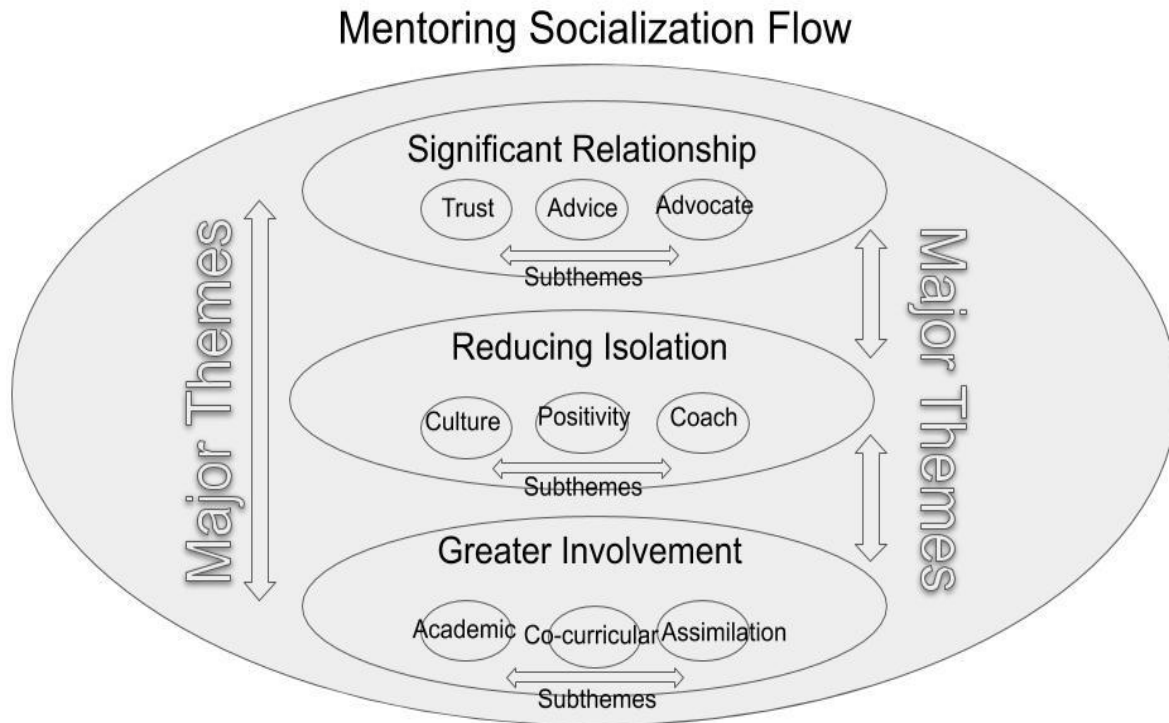 Mentoring Socialization Flow
Significant Relationship
Trust Advice Advocate
Subthemes
Major Themes
Major Themes
Reducing Isolation
Culture Positivity Coach
Subthemes
Greater Involvement
Academic Co-curricular Assimilation
Subthemes